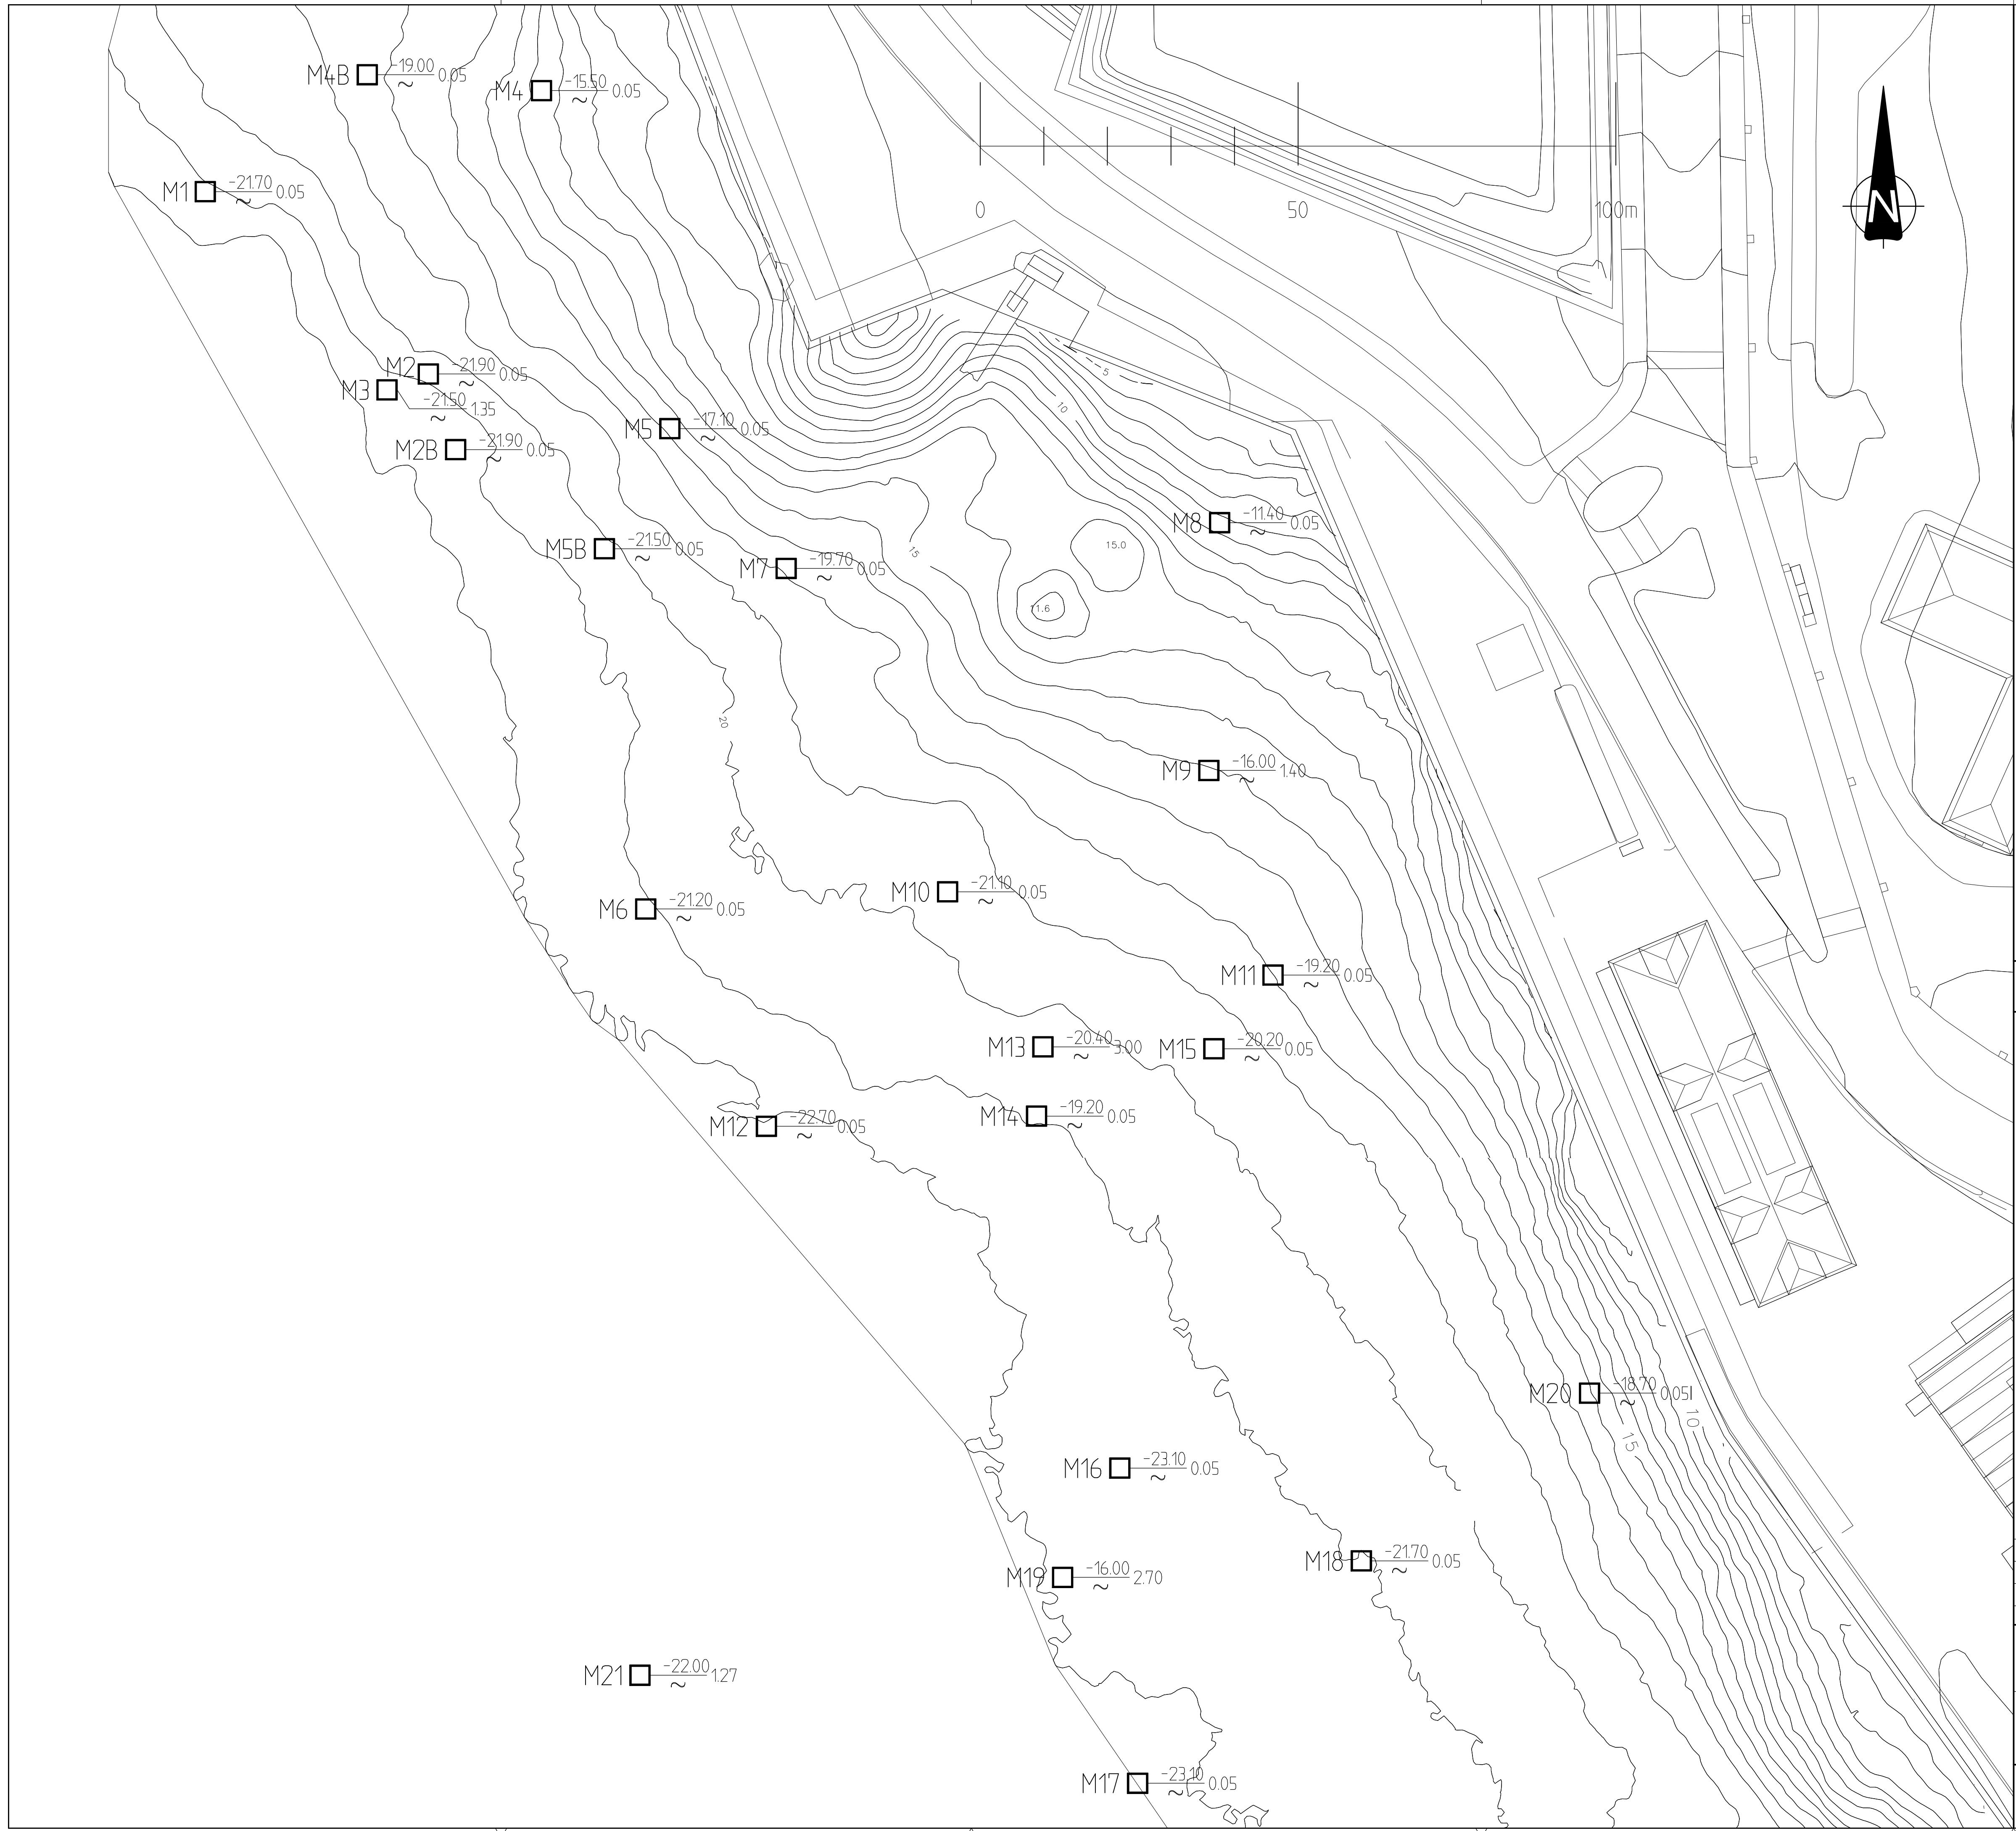 M4B -19.00 0.05
M4 -15.50 0.05
M1 -21.70 0.05
0 50 100m
N
M2 -21.90 0.05
M3 -21.50 1.35
M2B -21.90 0.05
M5 -17.10 0.05
5
10
M8 -11.40 0.05
M5B -21.50 0.05
15
15.0
M7 -19.70 0.05
11.6
20
M9 -16.00 1.40
M10 -21.10 0.05
M6 -21.20 0.05
M11 -19.20 0.05
M13 -20.40 3.00
M15 -20.20 0.05
M14 -19.20 0.05
M12 -22.70 0.05
M20 -18.70 0.05
10
15
M16 -23.10 0.05
M18 -21.70 0.05
M19 -16.00 2.70
M21 -22.00 1.27
M17 -23.10 0.05